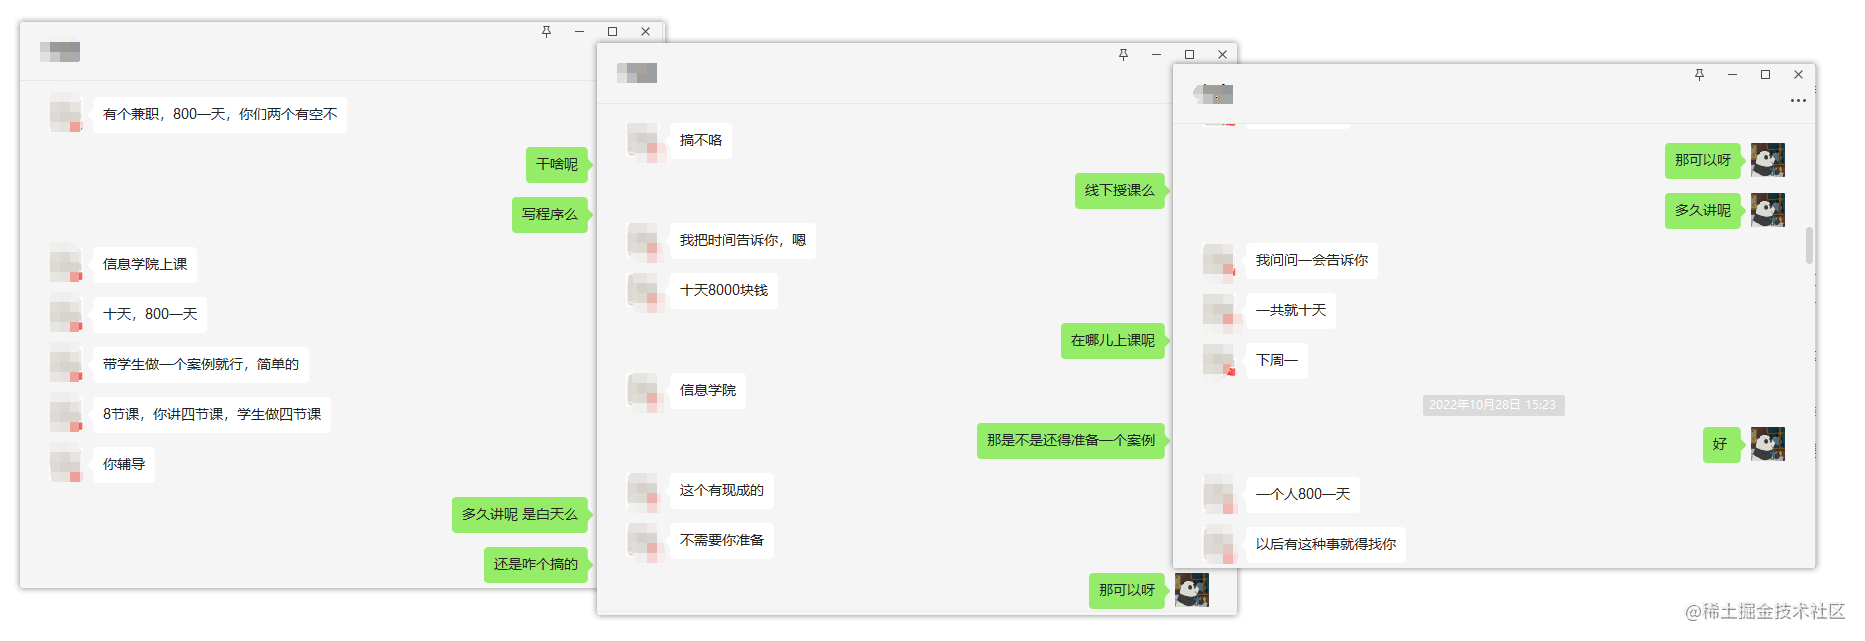 有个兼职，800一天，你们两个有空不
干啥呢
写程序么
信息学院上课
十天，800一天
带学生做一个案例就行，简单的
8节课，你讲四节课，学生做四节课
你辅导
多久讲呢 是白天么
还是咋个搞的
搞不咯
线下授课么
我把时间告诉你，嗯
十天8000块钱
在哪儿上课呢
信息学院
那是不是还得准备一个案例
这个有现成的
不需要你准备
那可以呀
那可以呀
多久讲呢
我问问一会告诉你
一共就十天
下周一
2022年10月28日 15:23
好
一个人800一天
以后有这种事就得找你
@稀土掘金技术社区